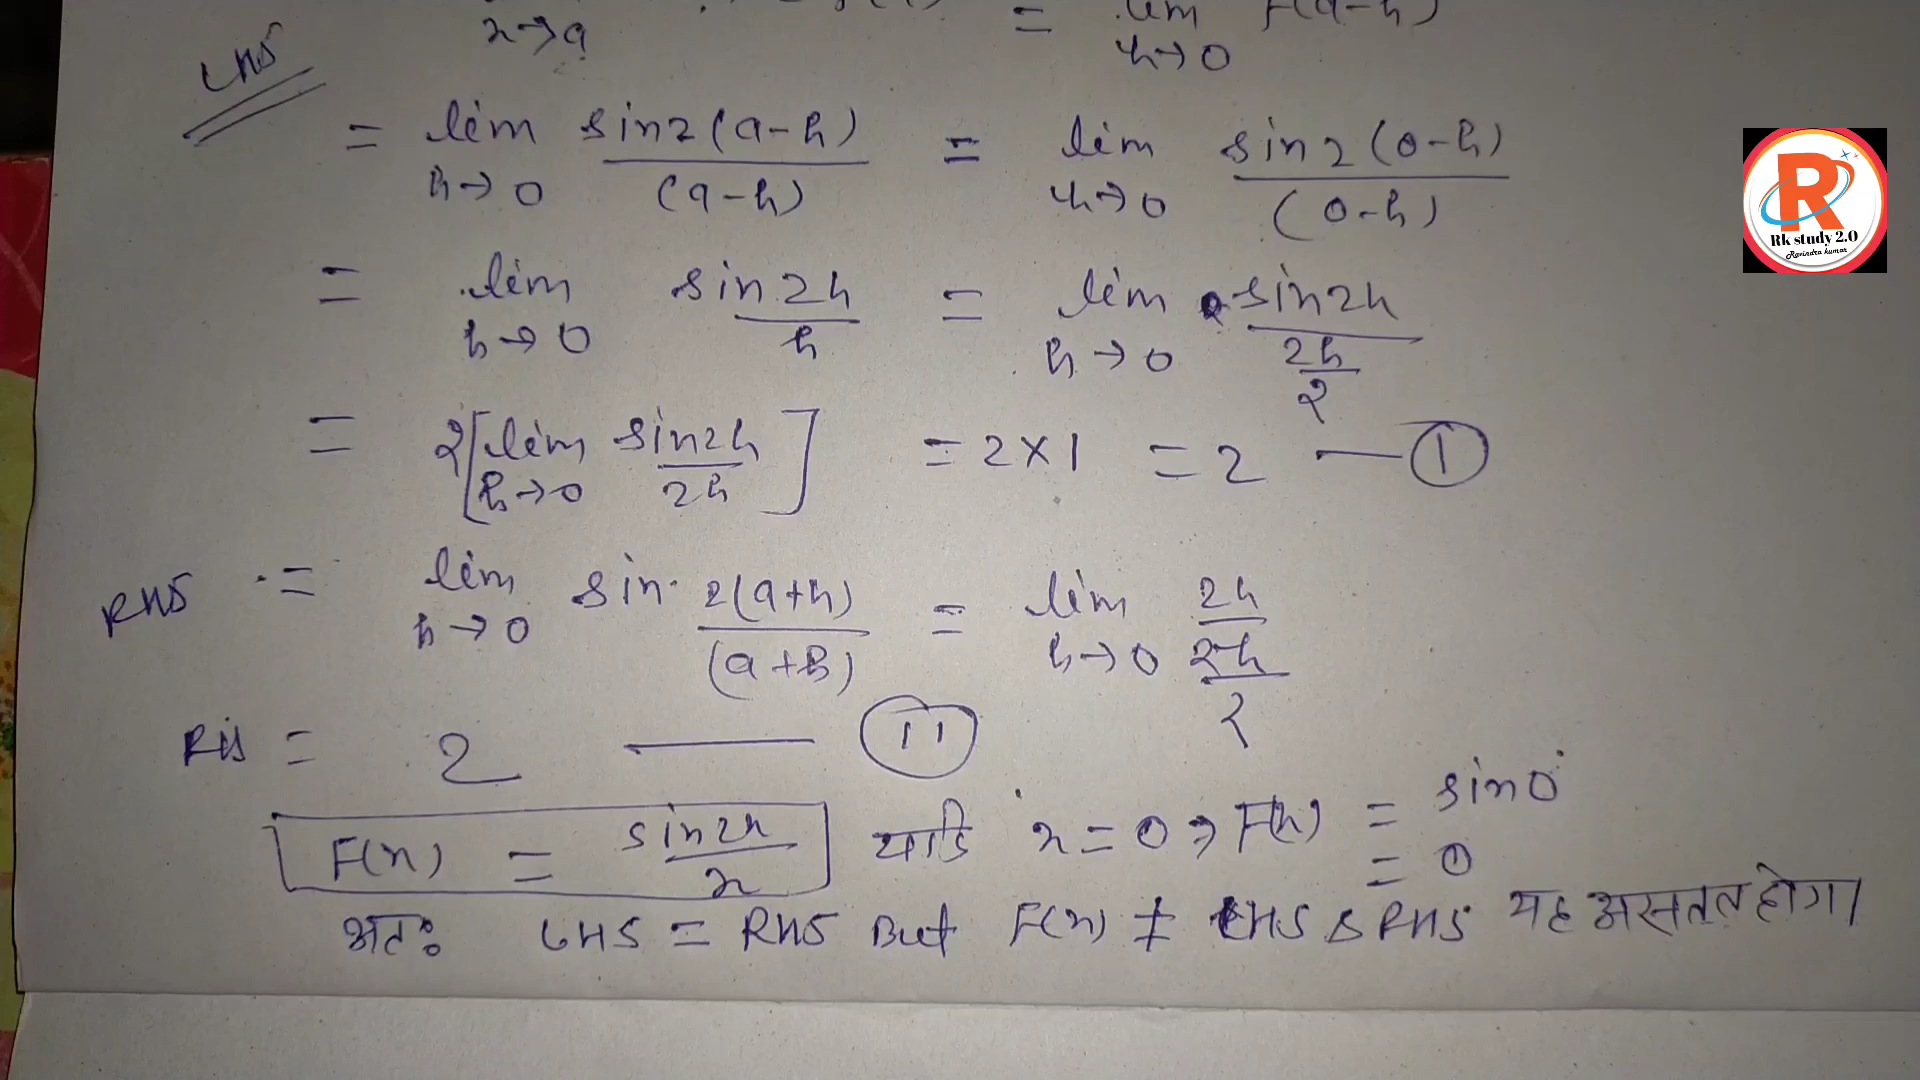 x→a = lim F(a-h)
h→0
LHS
= lim sin2(a-h) = lim sin2(0-h)
h→0 (a-h) h→0 (0-h)
= lim sin2h = lim sin2h
h→0 h h→0 2h
2
= 2[lim sin2h] = 2×1 = 2 — ①
h→0 2h
RHS = lim sin 2(a+h) = lim 2h
h→0 (a+h) h→0 2h
2
RHS = 2 — ⑪
F(x) = sin2x यदि x=0 → F(x) = sin0
x = 0
अतः LHS = RHS But F(x) ≠ LHS & RHS यह असतत होगा
R
Rk study 2.0
Ravindra kumar